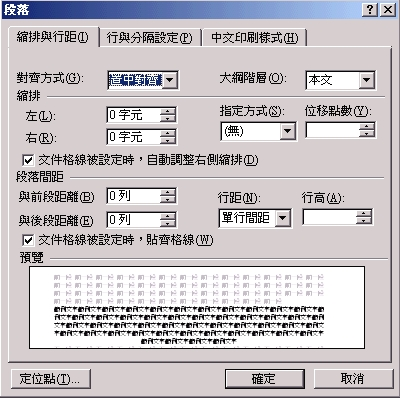 段落
縮排與行距(I) 行與分隔設定(P) 中文印刷樣式(H)
對齊方式(G): 置中對齊 大綱階層(O): 本文
縮排
左(L): 0 字元 指定方式(S): 位移點數(Y):
右(R): 0 字元 (無)
文件格線被設定時，自動調整右側縮排(D)
段落間距
與前段距離(B) 0 列 行距(N): 行高(A):
與後段距離(E) 0 列 單行間距
文件格線被設定時，貼齊格線(W)
預覽
定位點(T)... 確定 取消